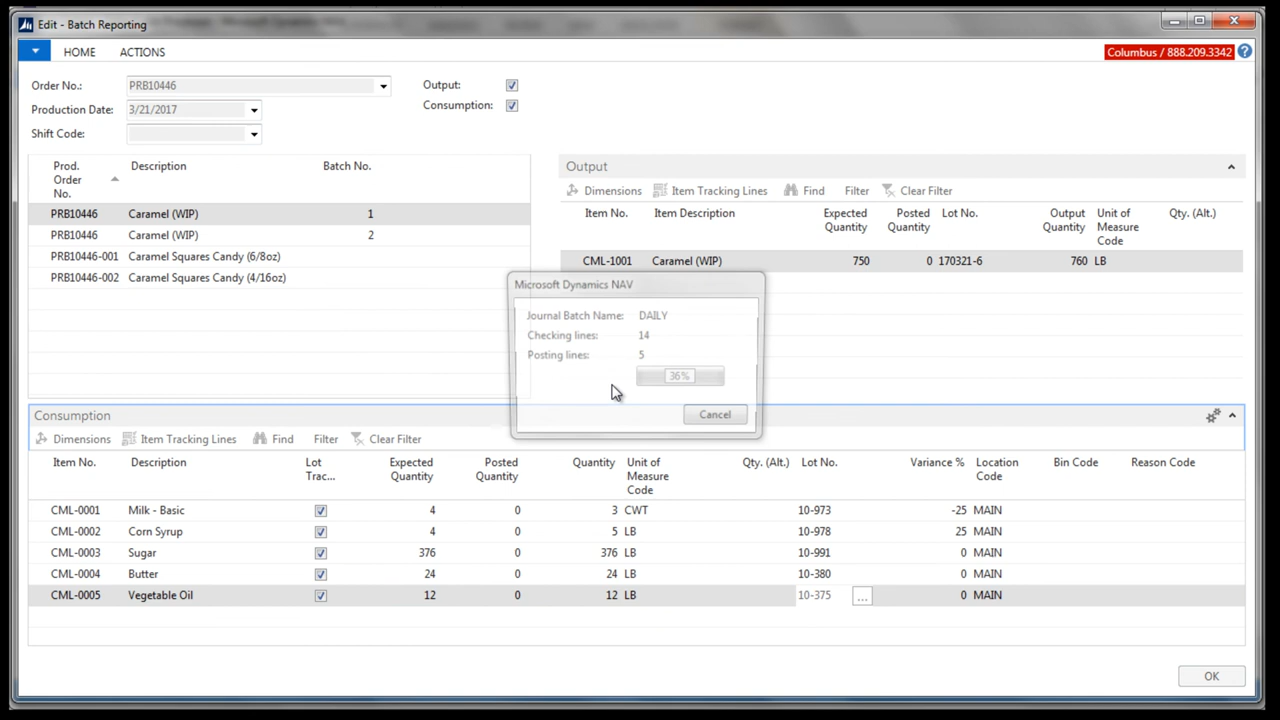 Edit - Batch Reporting
HOME ACTIONS Columbus / 888.209.3342 ?
Order No.: PRB10446 Output:
Production Date: 3/21/2017 Consumption:
Shift Code:
Prod. Order No. Description Batch No.
PRB10446 Caramel (WIP) 1
PRB10446 Caramel (WIP) 2
PRB10446-001 Caramel Squares Candy (6/8oz)
PRB10446-002 Caramel Squares Candy (4/16oz)
Output
Dimensions Item Tracking Lines Find Filter Clear Filter
Item No. Item Description Expected Quantity Posted Quantity Lot No. Output Quantity Unit of Measure Code Qty. (Alt.)
CML-1001 Caramel (WIP) 750 0 170321-6 760 LB
Microsoft Dynamics NAV
Journal Batch Name: DAILY
Checking lines: 14
Posting lines: 5
36%
Cancel
Consumption
Dimensions Item Tracking Lines Find Filter Clear Filter
Item No. Description Lot Trac... Expected Quantity Posted Quantity Quantity Unit of Measure Code Qty. (Alt.) Lot No. Variance % Location Code Bin Code Reason Code
CML-0001 Milk - Basic 4 0 3 CWT 10-973 -25 MAIN
CML-0002 Corn Syrup 4 0 5 LB 10-978 25 MAIN
CML-0003 Sugar 376 0 376 LB 10-991 0 MAIN
CML-0004 Butter 24 0 24 LB 10-380 0 MAIN
CML-0005 Vegetable Oil 12 0 12 LB 10-375 ... 0 MAIN
OK